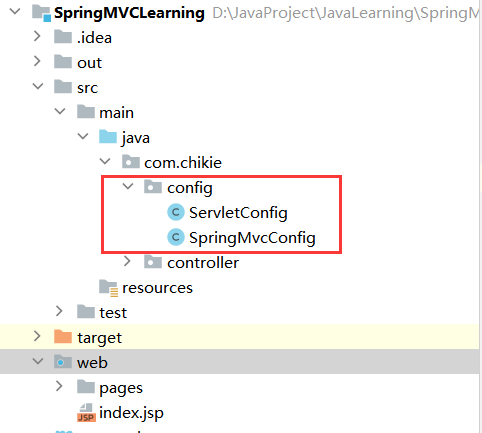 SpringMVCLearning D:\JavaProject\JavaLearning\SpringM
.idea
out
src
main
java
com.chikie
config
ServletConfig
SpringMvcConfig
controller
resources
test
target
web
pages
index.jsp